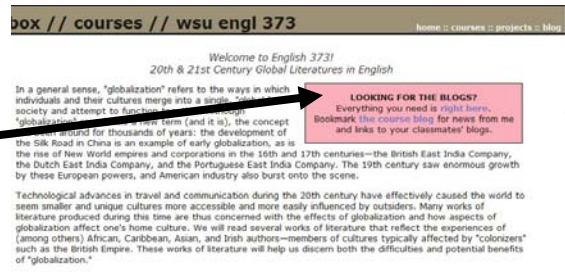 box // courses // wsu engl 373
home :: courses :: projects :: blog
Welcome to English 373!
20th & 21st Century Global Literatures in English
In a general sense, "globalization" refers to the ways in which
individuals and their cultures merge into a single,
society and attempt to function
"globalization" new term (and it is), the concept
around for thousands of years: the development of
the Silk Road in China is an example of early globalization, as is
the rise of New World empires and corporations in the 16th and 17th centuries—the British East India Company,
the Dutch East India Company, and the Portuguese East India Company. The 19th century saw enormous growth
by these European powers, and American industry also burst onto the scene.
LOOKING FOR THE BLOGS?
Everything you need is right here.
Bookmark the course blog for news from me
and links to your classmates' blogs.
Technological advances in travel and communication during the 20th century have effectively caused the world to
seem smaller and unique cultures more accessible and more easily influenced by outsiders. Many works of
literature produced during this time are thus concerned with the effects of globalization and how aspects of
globalization affect one's home culture. We will read several works of literature that reflect the experiences of
(among others) African, Caribbean, Asian, and Irish authors—members of cultures typically affected by "colonizers"
such as the British Empire. These works of literature will help us discern both the difficulties and potential benefits
of "globalization."